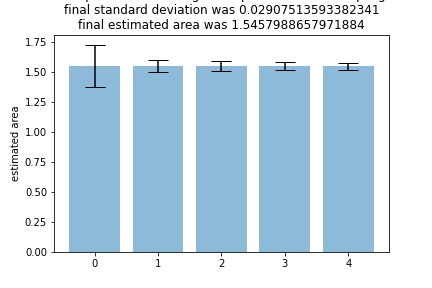 final standard deviation was 0.02907513593382341
final estimated area was 1.5457988657971884
1.75
1.50
1.25
1.00
0.75
0.50
0.25
0.00
estimated area
0 1 2 3 4